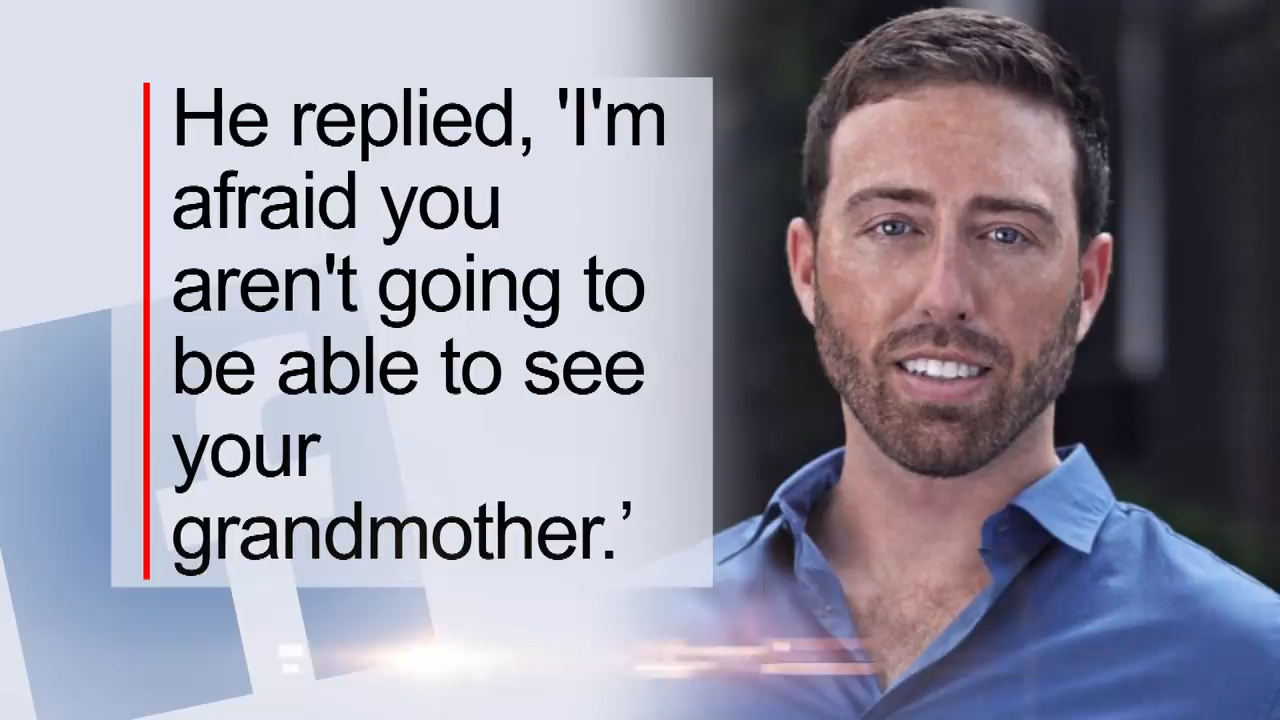 He replied, 'I'm
afraid you
aren't going to
be able to see
your
grandmother.’